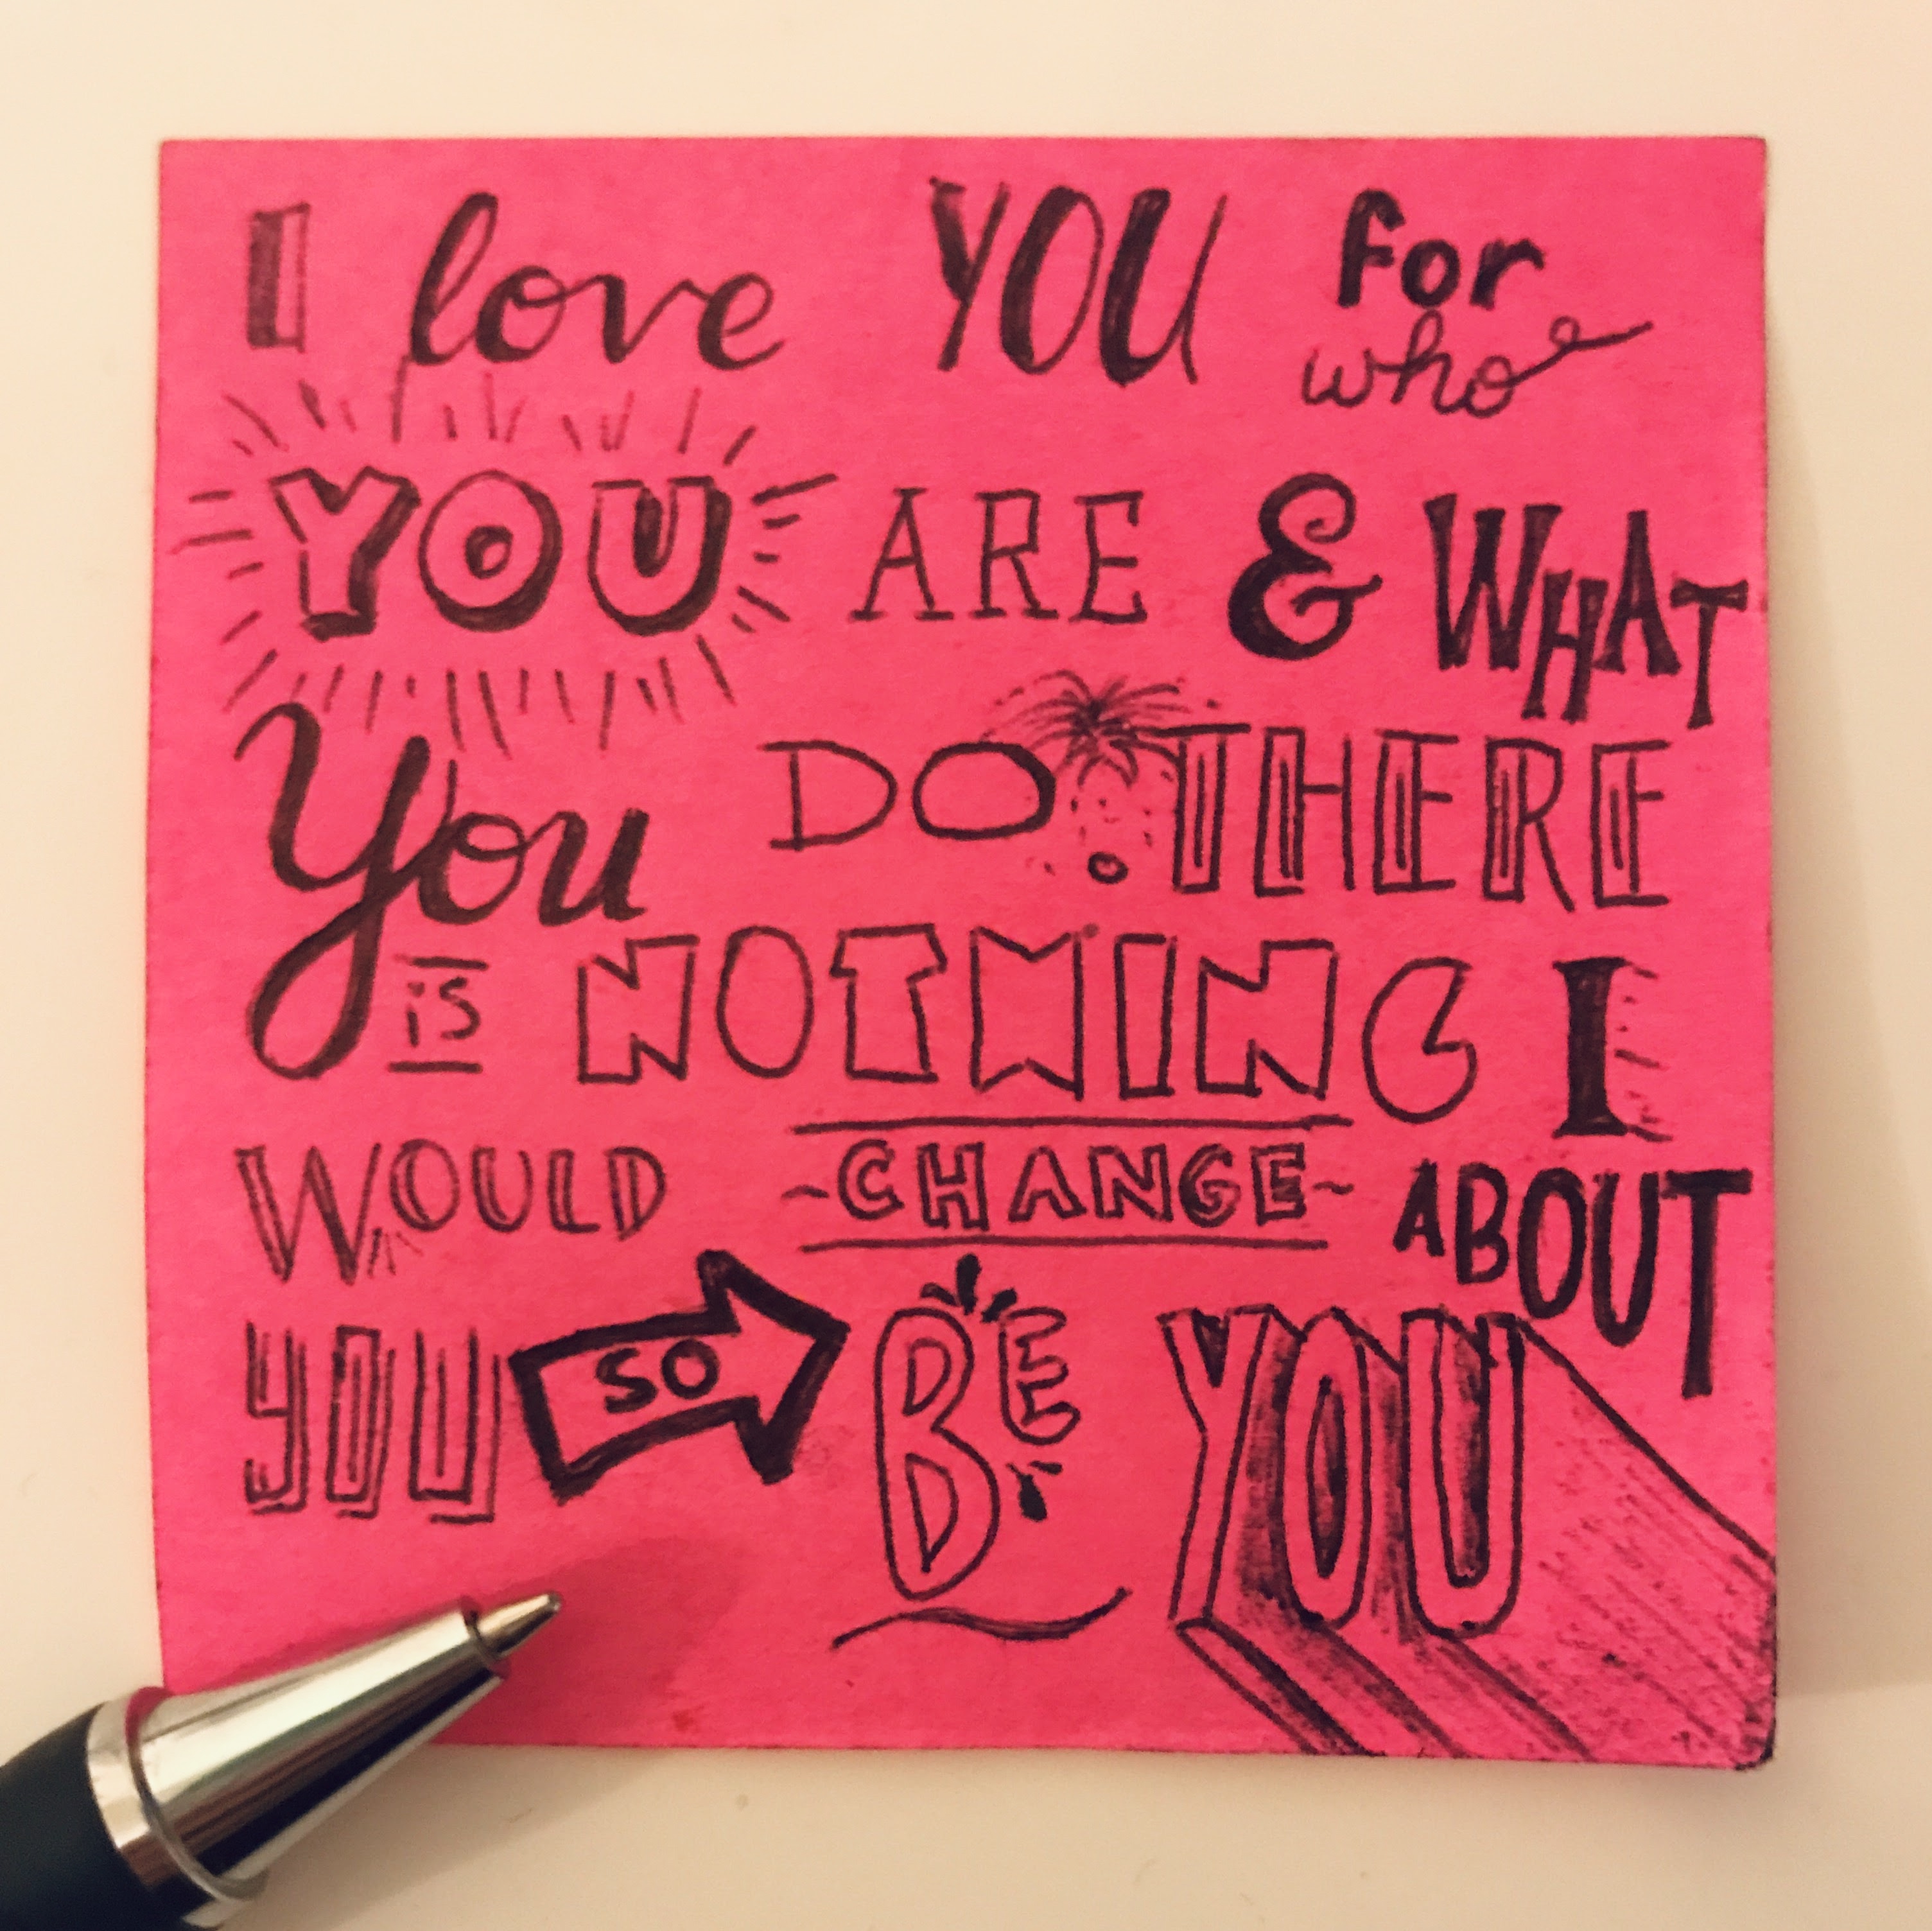 I love YOU for who
YOU ARE & WHAT
You DO. THERE
is NOTHING I
WOULD ~CHANGE~ ABOUT
YOU SO BE YOU